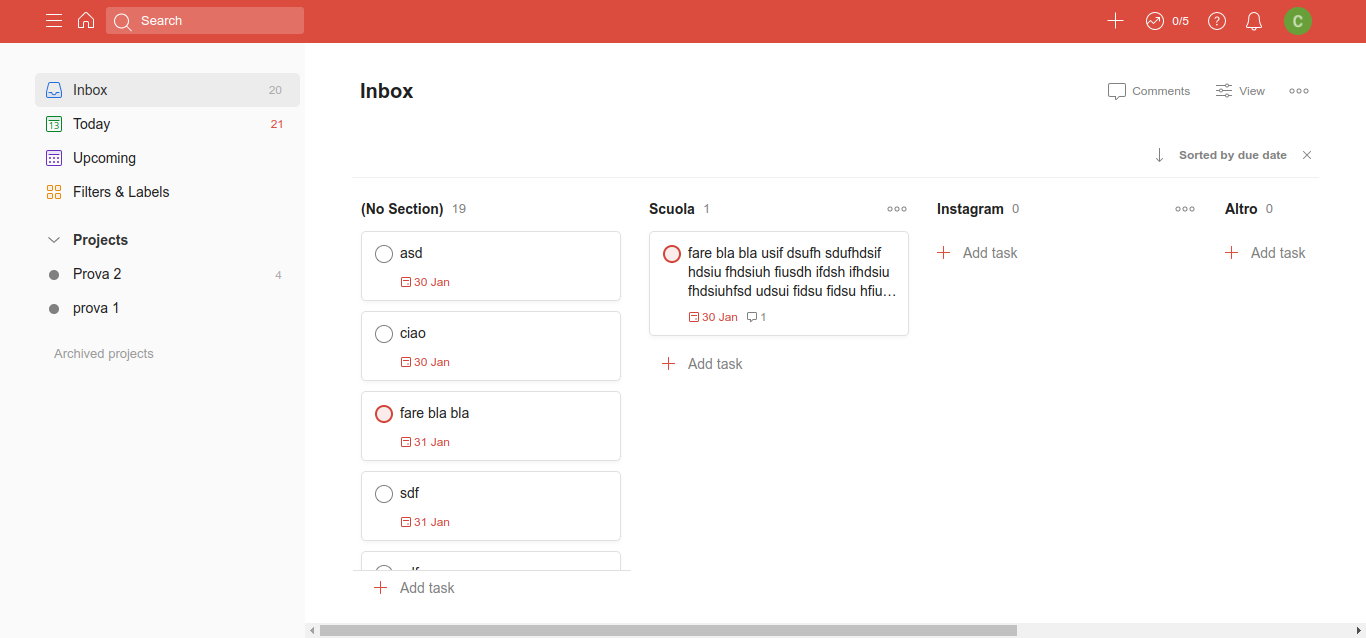 Search
0/5
?
C
Inbox 20
13 Today 21
Upcoming
Filters & Labels
Projects
Prova 2 4
prova 1
Archived projects
Inbox
Comments
View
Sorted by due date
(No Section) 19
asd
30 Jan
ciao
30 Jan
fare bla bla
31 Jan
sdf
31 Jan
Add task
Scuola 1
fare bla bla usif dsufh sdufhdsif
hdsiu fhdsiuh fiusdh ifdsh ifhdsiu
fhdsiuhfsd udsui fidsu fidsu hfiu…
30 Jan 1
Add task
Instagram 0
Add task
Altro 0
Add task